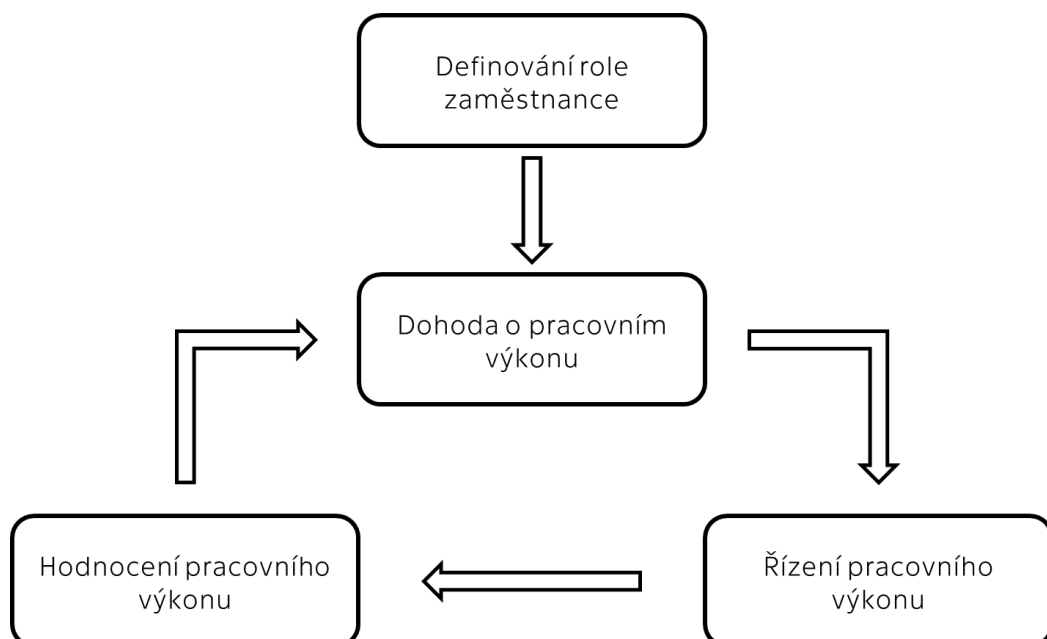 Definování role
zaměstnance
Dohoda o pracovním
výkonu
Hodnocení pracovního
výkonu
Řízení pracovního
výkonu